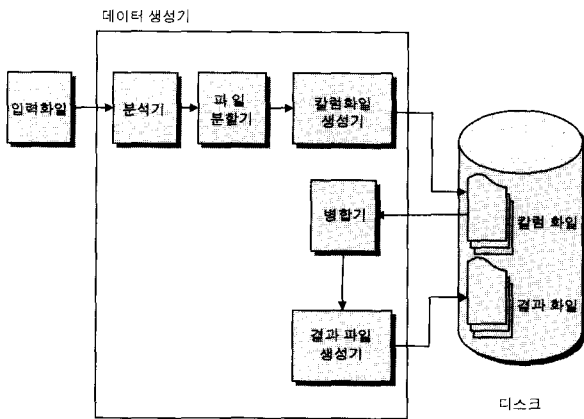 데이터 생성기
입력화일
분석기
파 일
분할기
칼럼화일
생성기
병합기
칼럼 화일
결과 파일
생성기
결과 화일
디스크